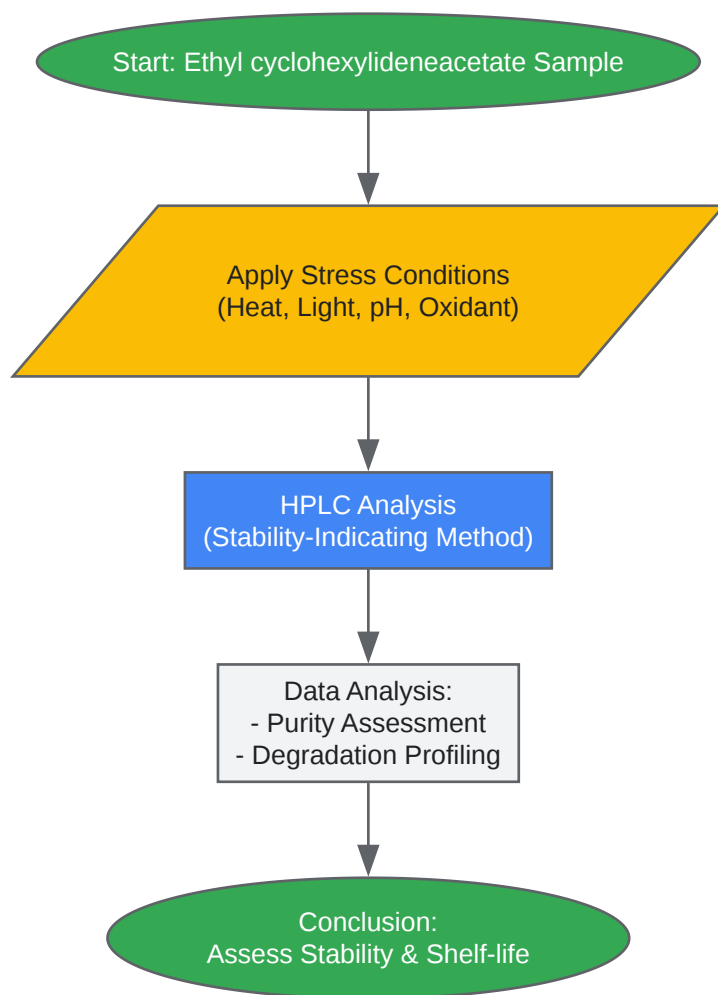 Start: Ethyl cyclohexylideneacetate Sample
Apply Stress Conditions
(Heat, Light, pH, Oxidant)
HPLC Analysis
(Stability-Indicating Method)
Data Analysis:
- Purity Assessment
- Degradation Profiling
Conclusion:
Assess Stability & Shelf-life